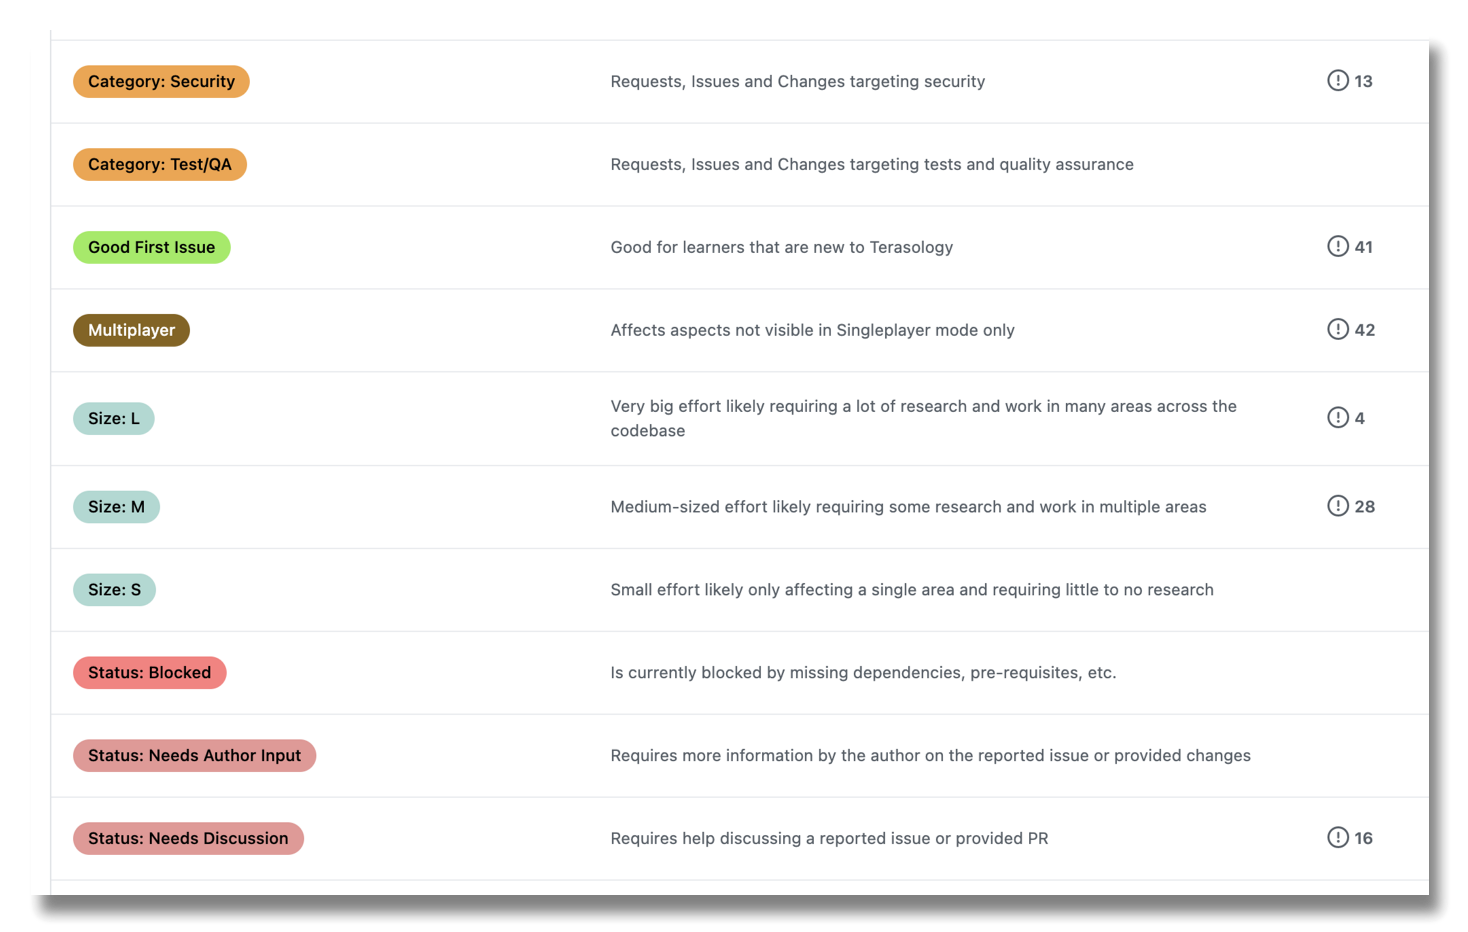 Category: Security Requests, Issues and Changes targeting security 13
Category: Test/QA Requests, Issues and Changes targeting tests and quality assurance
Good First Issue Good for learners that are new to Terasology 41
Multiplayer Affects aspects not visible in Singleplayer mode only 42
Size: L Very big effort likely requiring a lot of research and work in many areas across the
codebase 4
Size: M Medium-sized effort likely requiring some research and work in multiple areas 28
Size: S Small effort likely only affecting a single area and requiring little to no research
Status: Blocked Is currently blocked by missing dependencies, pre-requisites, etc.
Status: Needs Author Input Requires more information by the author on the reported issue or provided changes
Status: Needs Discussion Requires help discussing a reported issue or provided PR 16